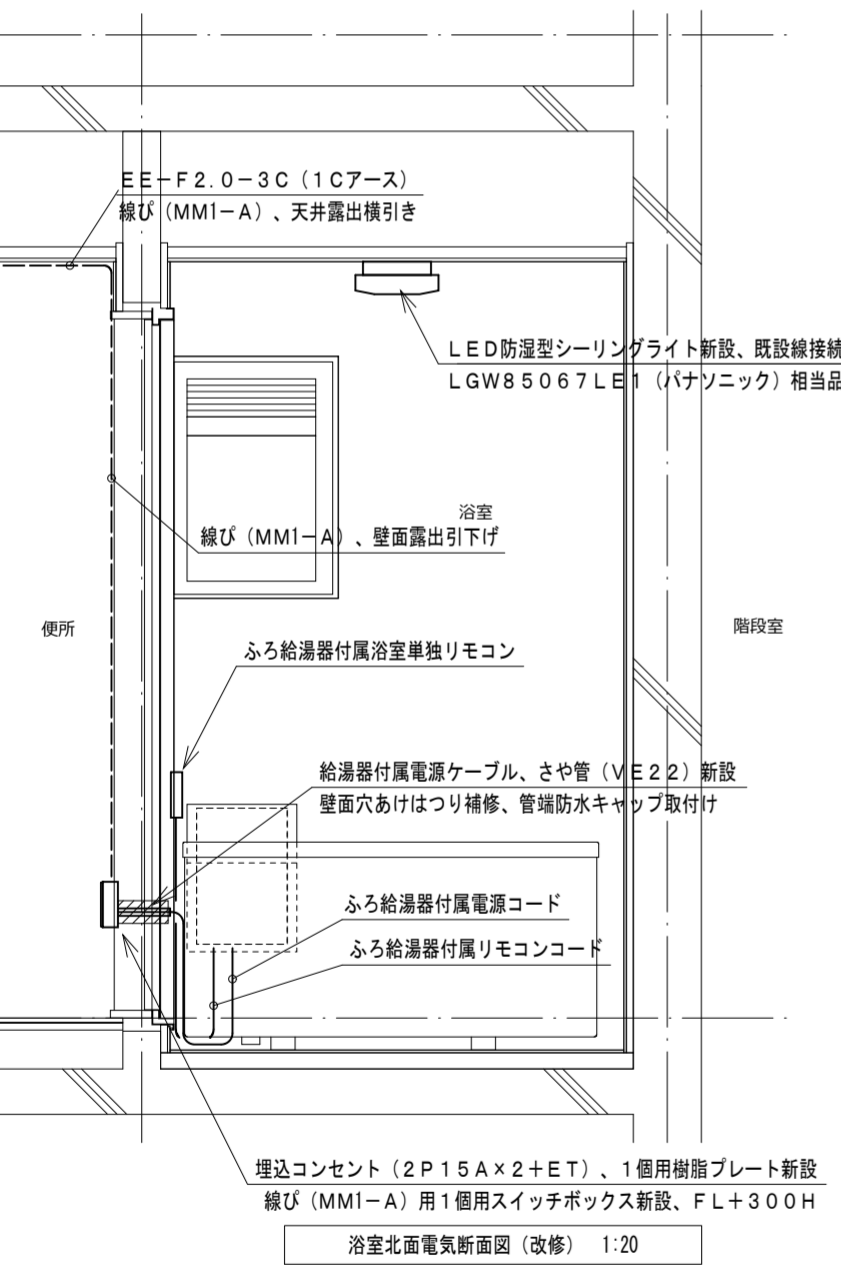 ＥＥ－Ｆ２．０－３Ｃ（１Ｃアース）
線ぴ（MM1－A）、天井露出横引き
ＬＥＤ防湿型シーリングライト新設、既設線接続
ＬＧＷ８５０６７ＬＥ１（パナソニック）相当品
浴室
線ぴ（MM1－A）、壁面露出引下げ
便所
階段室
ふろ給湯器付属浴室単独リモコン
給湯器付属電源ケーブル、さや管（ＶＥ２２）新設
壁面穴あけはつり補修、管端防水キャップ取付け
ふろ給湯器付属電源コード
ふろ給湯器付属リモコンコード
埋込コンセント（２Ｐ１５Ａ×２＋ＥＴ）、１個用樹脂プレート新設
線ぴ（MM1－A）用１個用スイッチボックス新設、ＦＬ＋３００Ｈ
浴室北面電気断面図（改修）　1:20